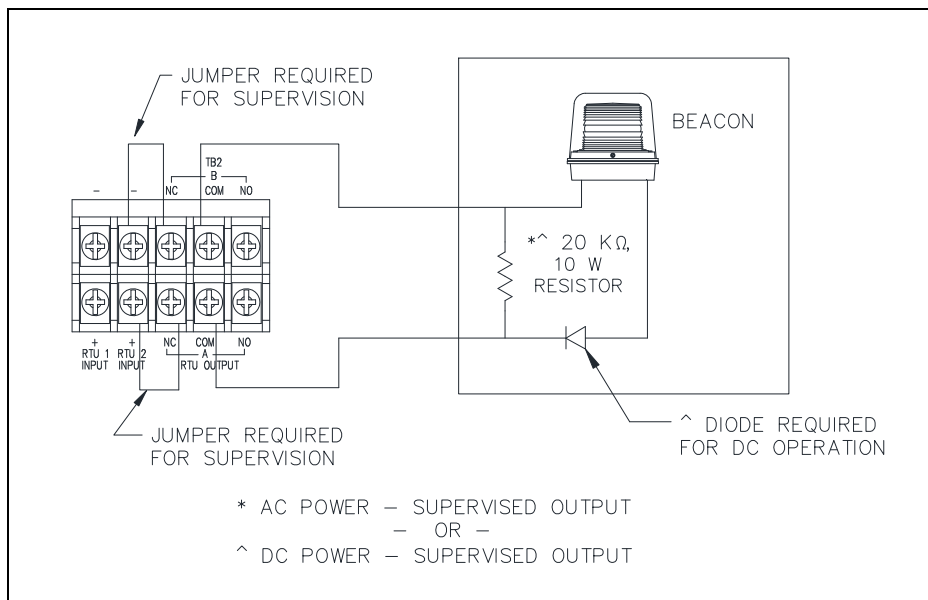 JUMPER REQUIRED
FOR SUPERVISION
BEACON
TB2
B
- - NC COM NO
*^ 20 KΩ,
10 W
RESISTOR
+ + NC COM NO
RTU 1 RTU 2 A
INPUT INPUT RTU OUTPUT
JUMPER REQUIRED
FOR SUPERVISION
^ DIODE REQUIRED
FOR DC OPERATION
* AC POWER – SUPERVISED OUTPUT
– OR –
^ DC POWER – SUPERVISED OUTPUT